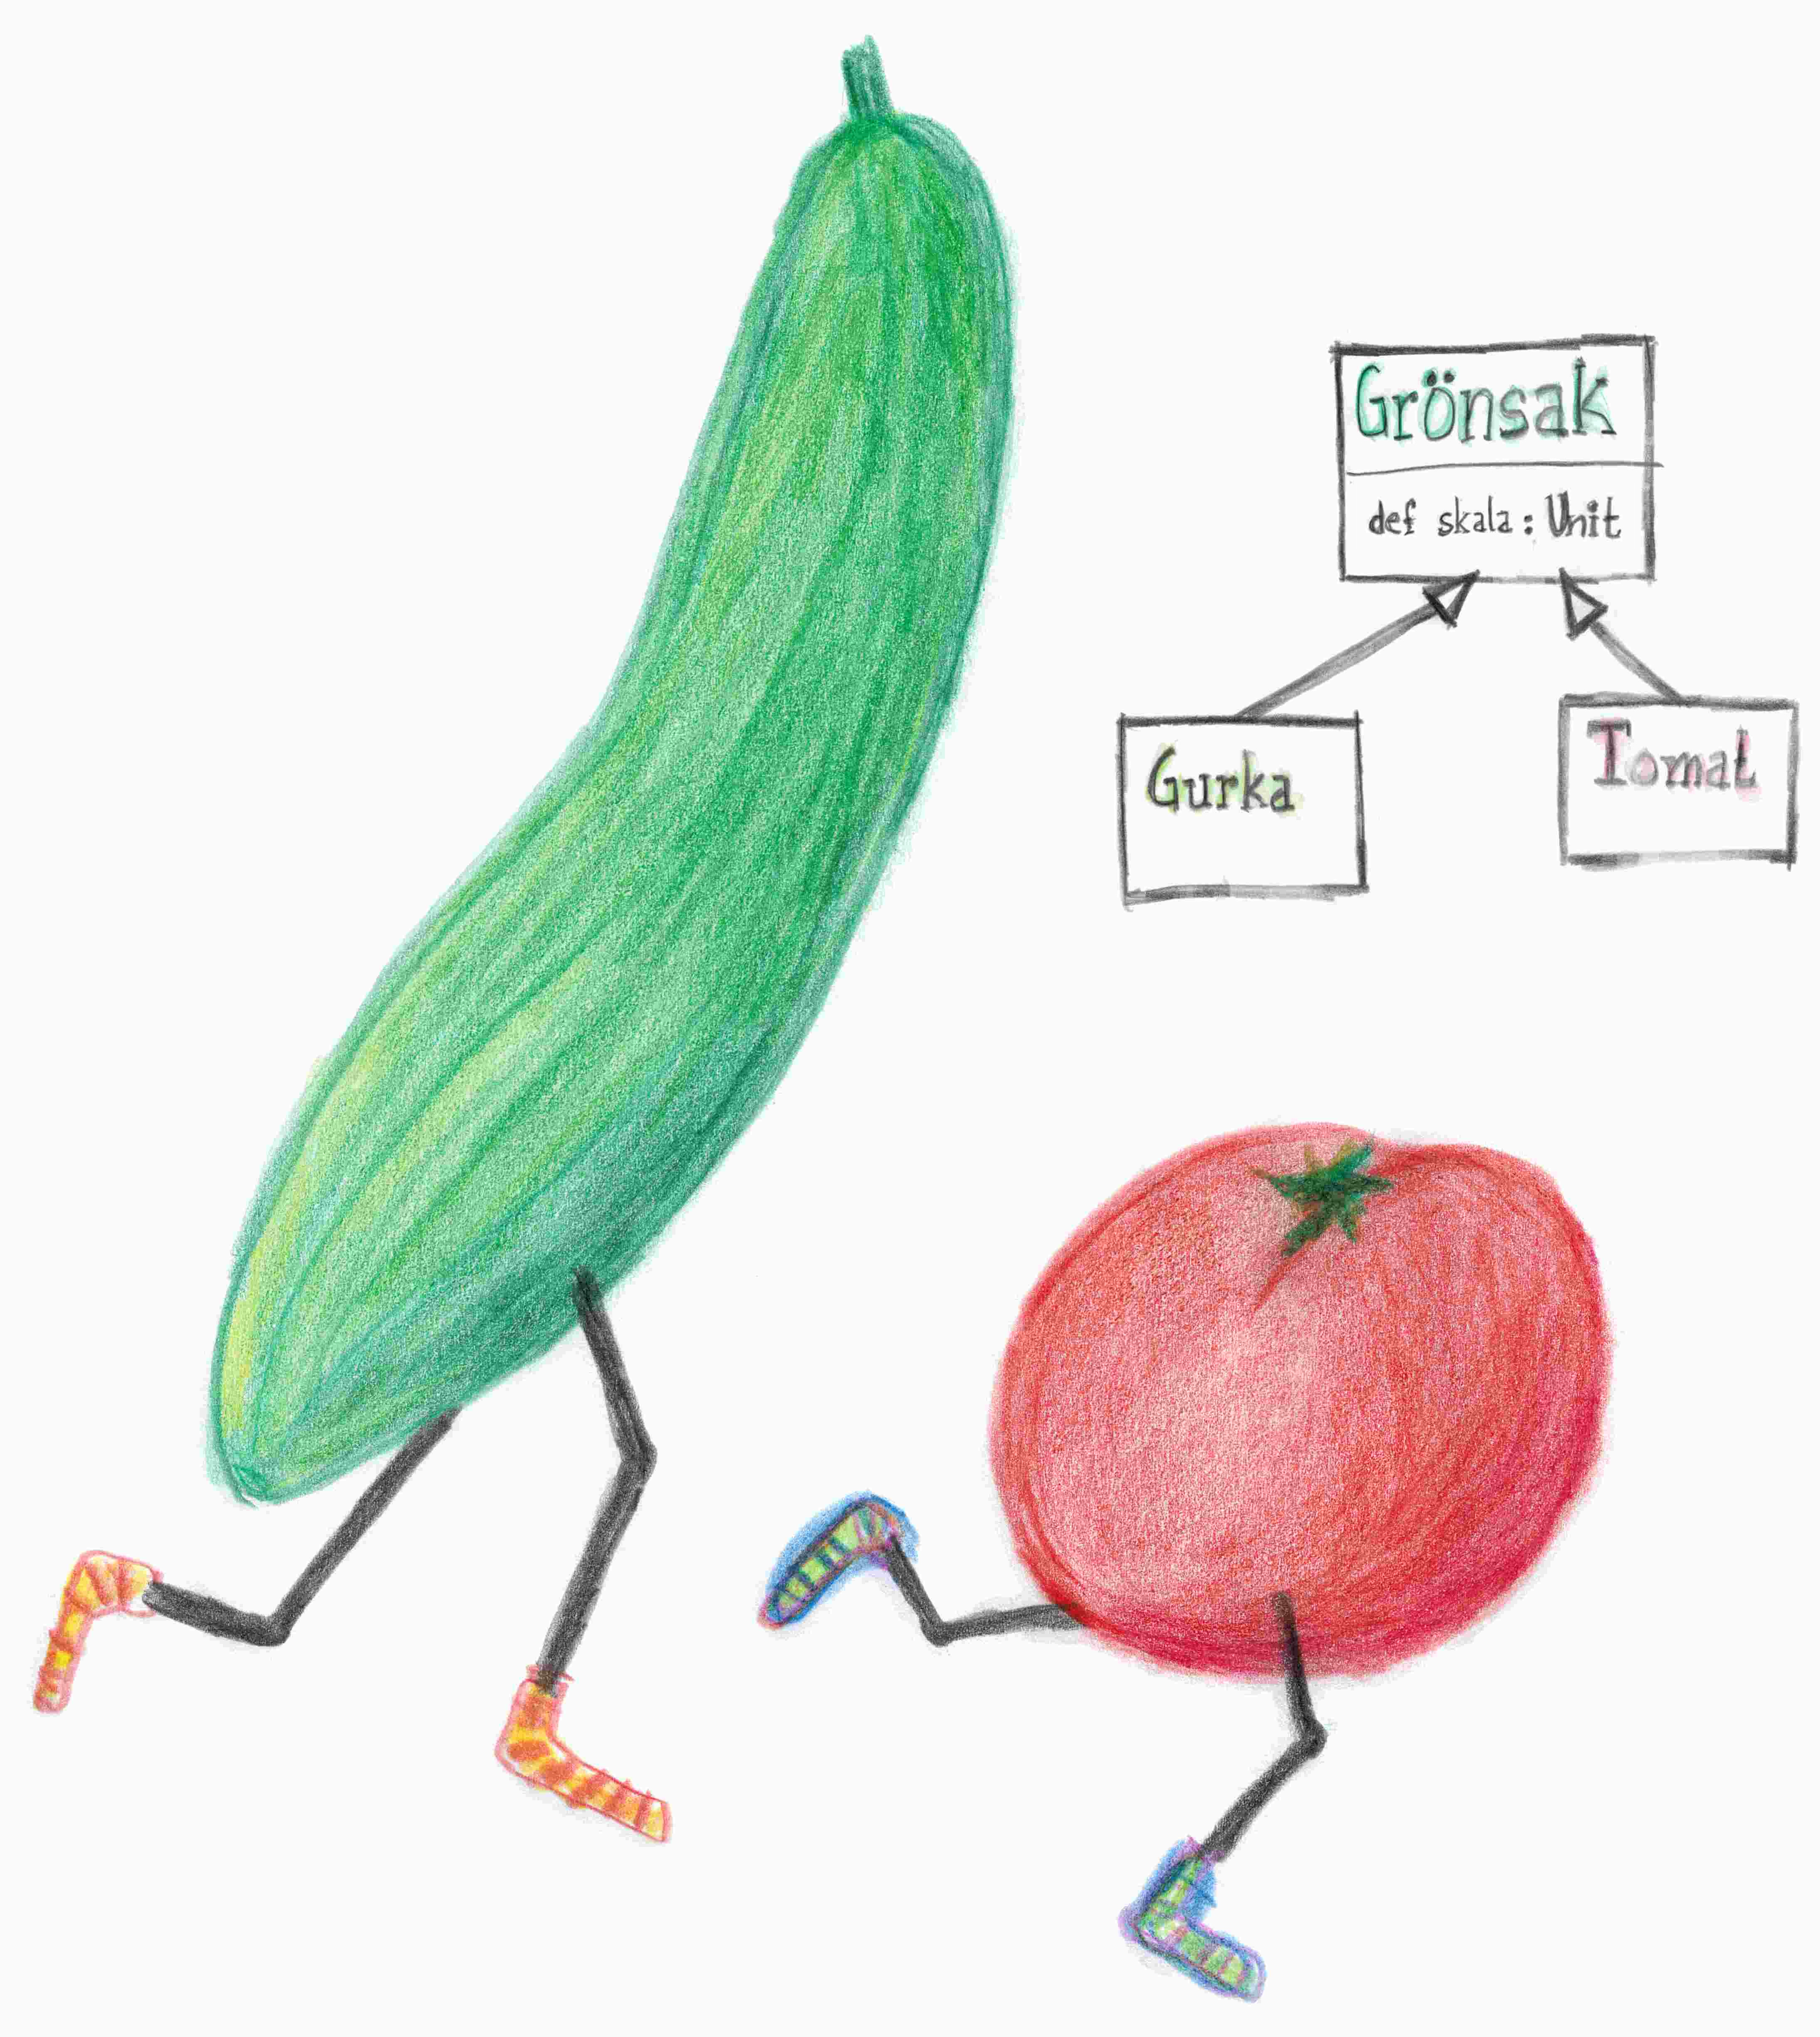 Grönsak
def skala: Unit
Gurka
Tomat